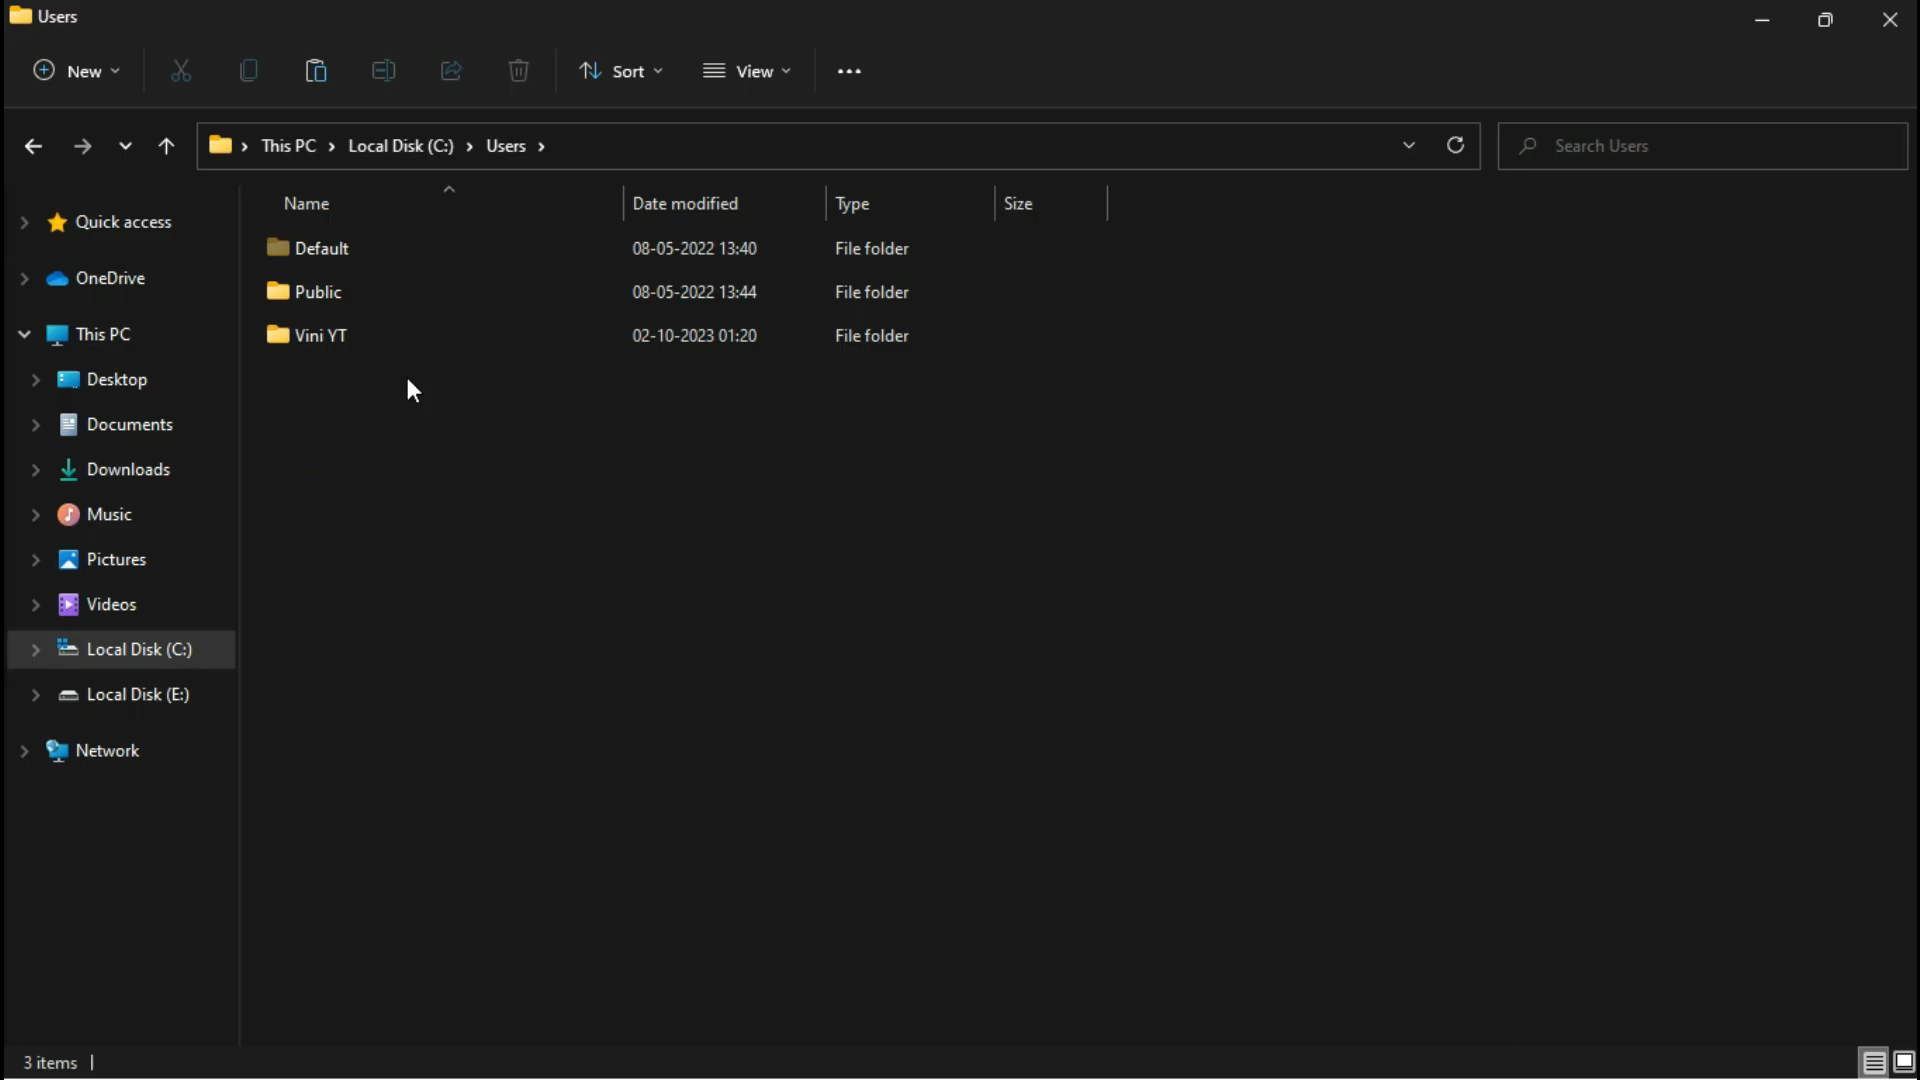 Users
New
Sort
View
This PC
Local Disk (C:)
Users
Search Users
Name
Date modified
Type
Size
Default
08-05-2022 13:40
File folder
Public
08-05-2022 13:44
File folder
Vini YT
02-10-2023 01:20
File folder
Quick access
OneDrive
This PC
Desktop
Documents
Downloads
Music
Pictures
Videos
Local Disk (C:)
Local Disk (E:)
Network
3 items